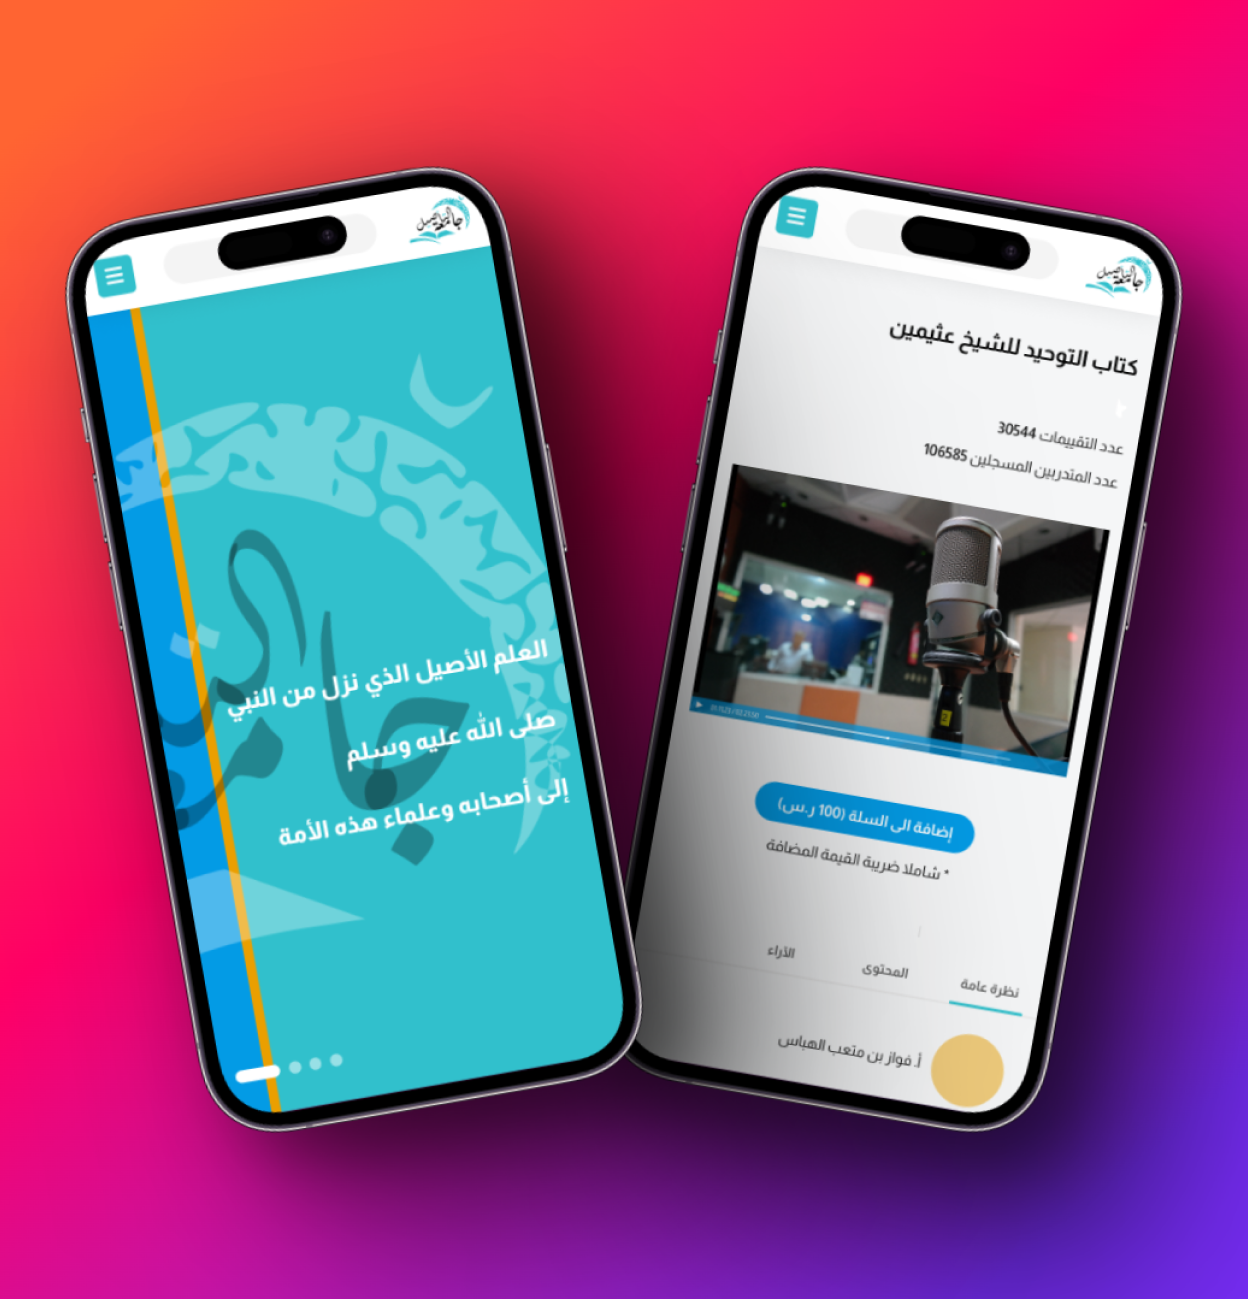 جامعة التأصيل
العلم الأصيل الذي نزل من النبي
صلى الله عليه وسلم
إلى أصحابه وعلماء هذه الأمة
جامعة التأصيل
كتاب التوحيد للشيخ عثيمين
عدد التقييمات 30544
عدد المتدربين المسجلين 106585
إضافة الى السلة (100 ر.س)
* شاملا ضريبة القيمة المضافة
نظرة عامة
المحتوى
الآراء
أ. فواز بن متعب الهباس